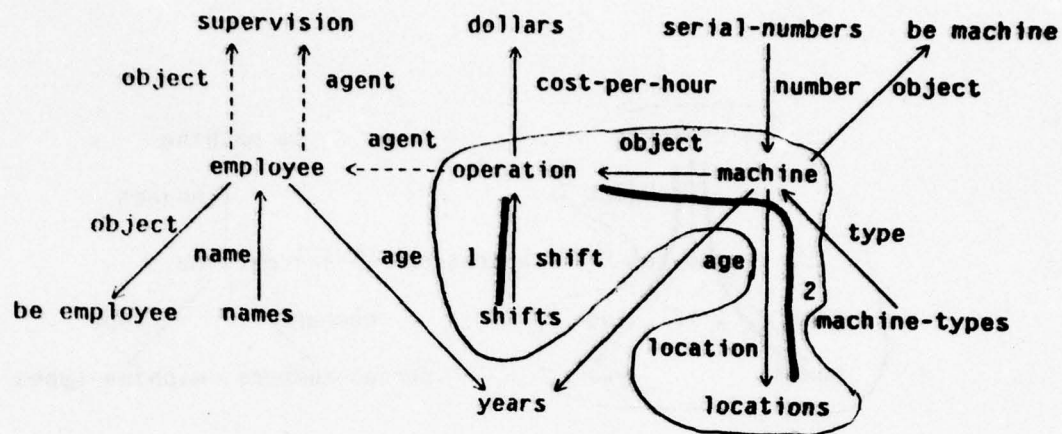 supervision dollars serial-numbers be machine
object agent cost-per-hour number object
agent object
employee operation machine
object name age 1 shift age type
be employee names shifts 2 machine-types
location
years locations